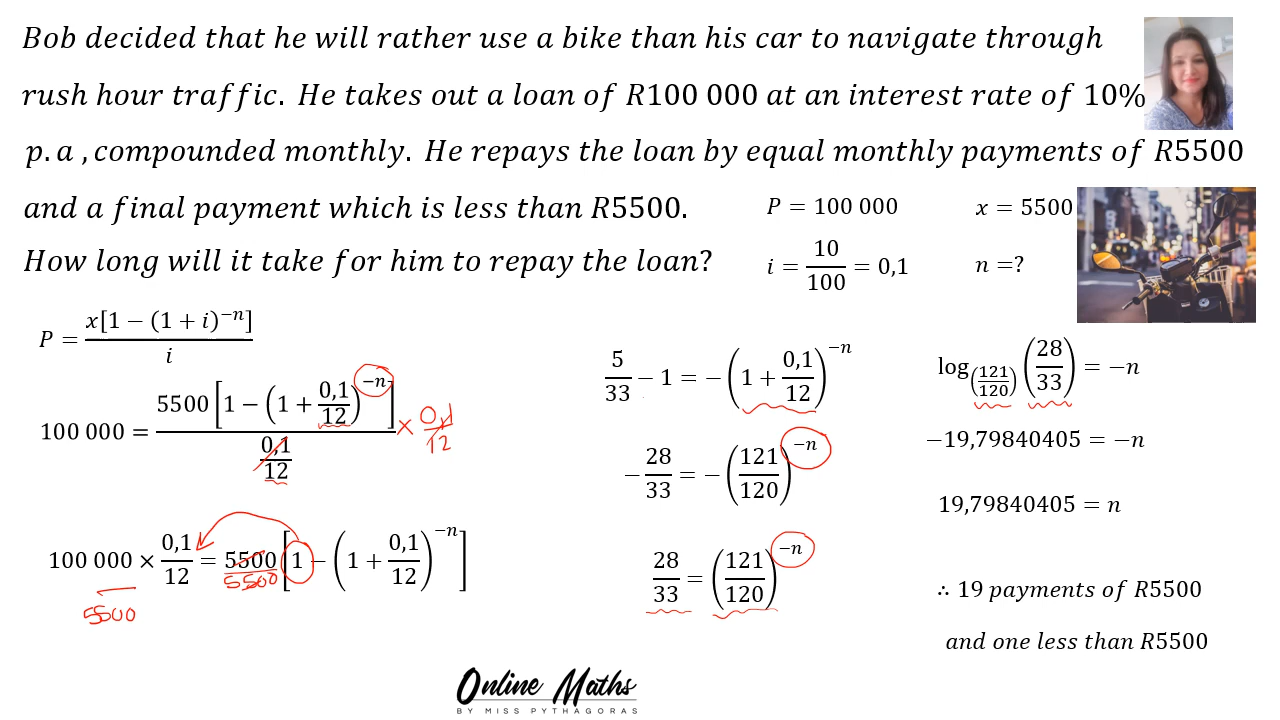 Bob decided that he will rather use a bike than his car to navigate through
rush hour traffic. He takes out a loan of R100 000 at an interest rate of 10%
p.a ,compounded monthly. He repays the loan by equal monthly payments of R5500
and a final payment which is less than R5500.
How long will it take for him to repay the loan?
P = 100 000
x = 5500
i = 10/100 = 0,1
n =?
P = x[1 − (1 + i)^−n] / i
100 000 = 5500[1 − (1 + 0,1/12)^−n] / (0,1/12) × 0,1/12
100 000 × 0,1/12 = 5500[1 − (1 + 0,1/12)^−n]
5500
5500
5/33 − 1 = −(1 + 0,1/12)^−n
−28/33 = −(121/120)^−n
28/33 = (121/120)^−n
log_(121/120) (28/33) = −n
−19,79840405 = −n
19,79840405 = n
∴ 19 payments of R5500
and one less than R5500
Online Maths
BY MISS PYTHAGORAS